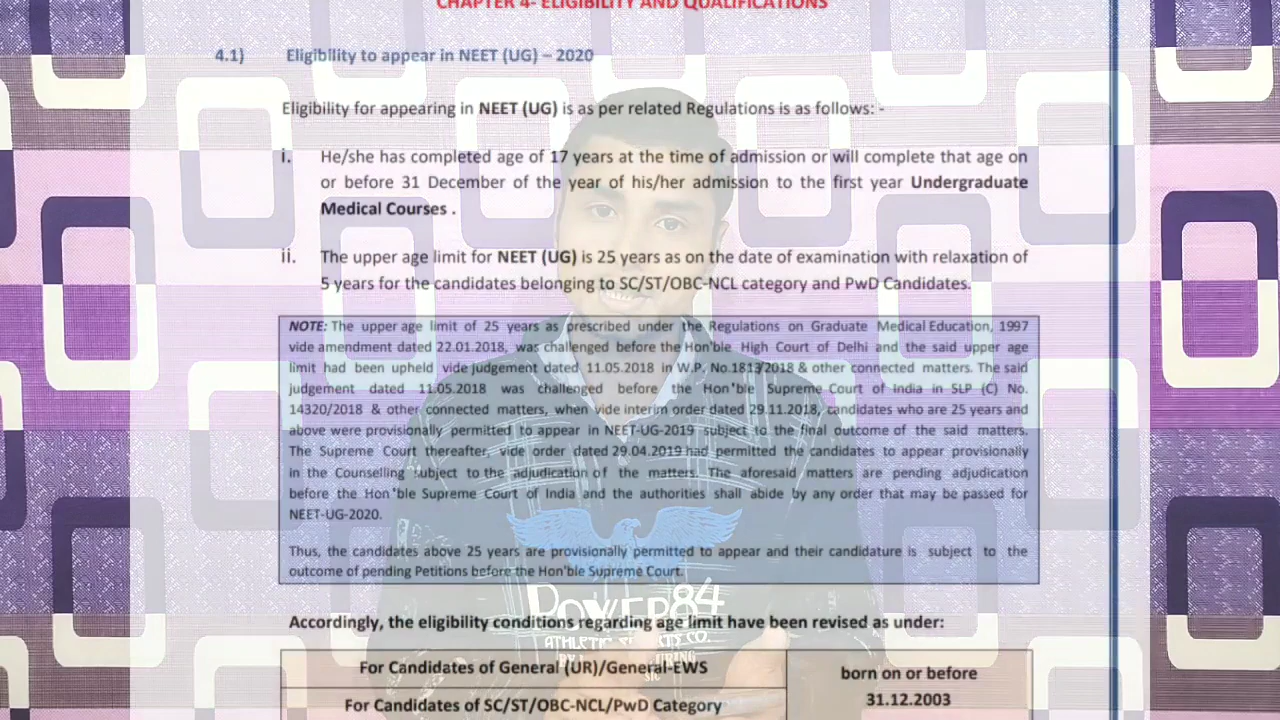 CHAPTER 4- ELIGIBILITY AND QUALIFICATIONS
4.1) Eligibility to appear in NEET (UG) – 2020
Eligibility for appearing in NEET (UG) is as per related Regulations is as follows: -
i. He/she has completed age of 17 years at the time of admission or will complete that age on
or before 31 December of the year of his/her admission to the first year Undergraduate
Medical Courses .
ii. The upper age limit for NEET (UG) is 25 years as on the date of examination with relaxation of
5 years for the candidates belonging to SC/ST/OBC-NCL category and PwD Candidates.
NOTE: The upper age limit of 25 years as prescribed under the Regulations on Graduate Medical Education, 1997
vide amendment dated 22.01.2018, was challenged before the Hon'ble High Court of Delhi and the said upper age
limit had been upheld vide judgement dated 11.05.2018 in W.P. No.1813/2018 & other connected matters. The said
judgement dated 11.05.2018 was challenged before the Hon'ble Supreme Court of India in SLP (C) No.
14320/2018 & other connected matters, when vide interim order dated 29.11.2018, candidates who are 25 years and
above were provisionally permitted to appear in NEET-UG-2019 subject to the final outcome of the said matters.
The Supreme Court thereafter, vide order dated 29.04.2019 had permitted the candidates to appear provisionally
in the Counselling subject to the adjudication of the matters. The aforesaid matters are pending adjudication
before the Hon'ble Supreme Court of India and the authorities shall abide by any order that may be passed for
NEET-UG-2020.
Thus, the candidates above 25 years are provisionally permitted to appear and their candidature is subject to the
outcome of pending Petitions before the Hon'ble Supreme Court.
POWER84
ATHLETIC CO.
Accordingly, the eligibility conditions regarding age limit have been revised as under:
For Candidates of General (UR)/General-EWS
born on or before
31.12.2003
For Candidates of SC/ST/OBC-NCL/PwD Category